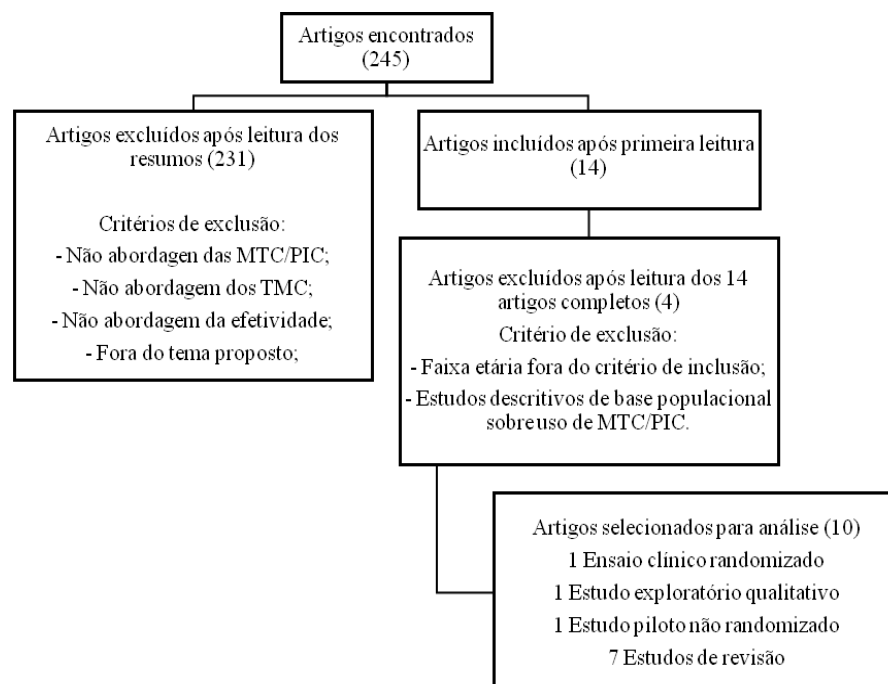 Artigos encontrados
(245)
Artigos excluídos após leitura dos
resumos (231)
Critérios de exclusão:
- Não abordagen das MTC/PIC;
- Não abordagem dos TMC;
- Não abordagem da efetividade;
- Fora do tema proposto;
Artigos incluídos após primeira leitura
(14)
Artigos excluídos após leitura dos 14
artigos completos (4)
Critério de exclusão:
- Faixa etária fora do critério de inclusão;
- Estudos descritivos de base populacional
sobre uso de MTC/PIC.
Artigos selecionados para análise (10)
1 Ensaio clínico randomizado
1 Estudo exploratório qualitativo
1 Estudo piloto não randomizado
7 Estudos de revisão